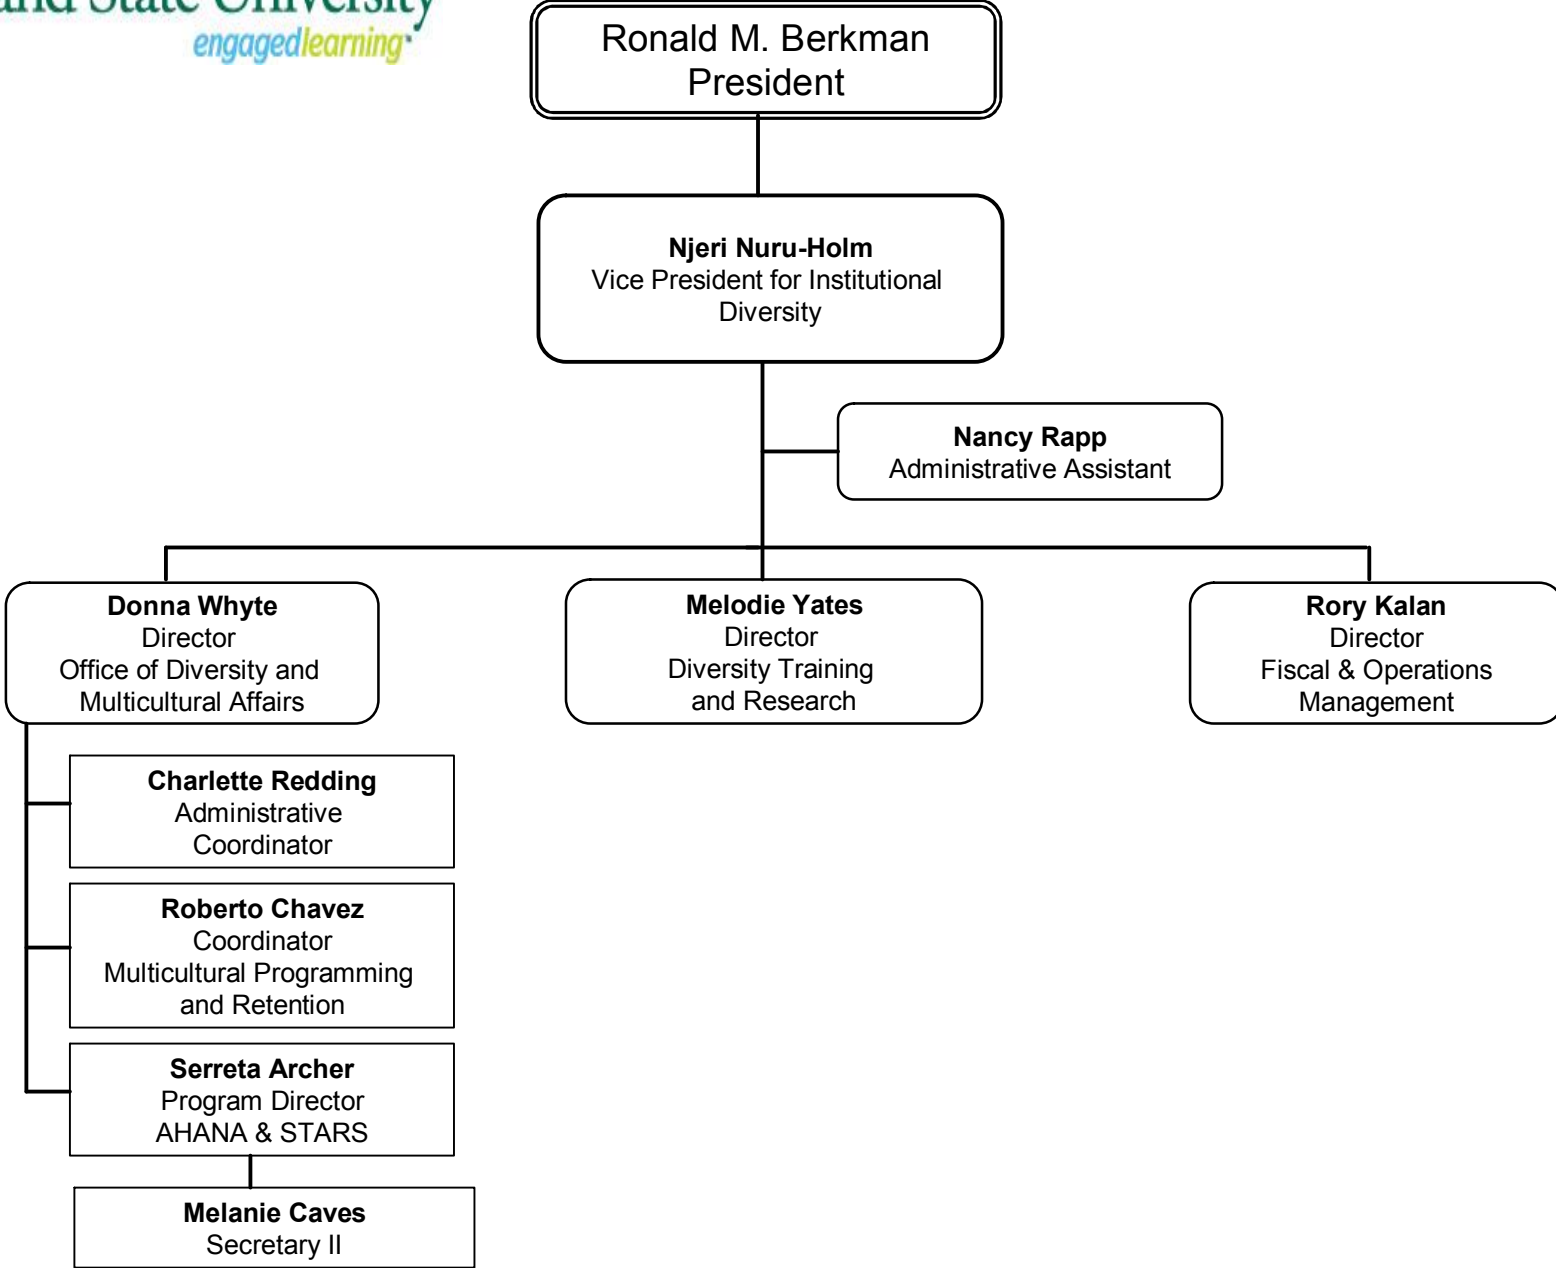 State University
engagedlearning
Ronald M. Berkman
President
Njeri Nuru-Holm
Vice President for Institutional
Diversity
Nancy Rapp
Administrative Assistant
Donna Whyte
Director
Office of Diversity and
Multicultural Affairs
Melodie Yates
Director
Diversity Training
and Research
Rory Kalan
Director
Fiscal & Operations
Management
Charlette Redding
Administrative
Coordinator
Roberto Chavez
Coordinator
Multicultural Programming
and Retention
Serreta Archer
Program Director
AHANA & STARS
Melanie Caves
Secretary II